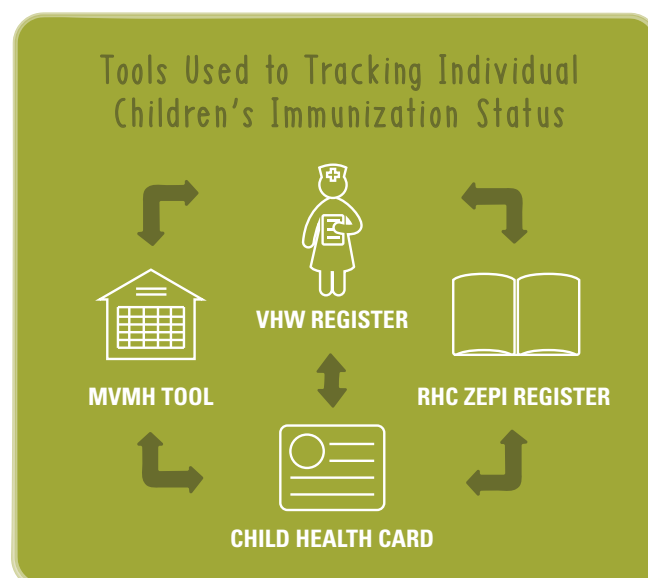 Tools Used to Tracking Individual
Children's Immunization Status
VHW REGISTER
MVMH TOOL
RHC ZEPI REGISTER
CHILD HEALTH CARD